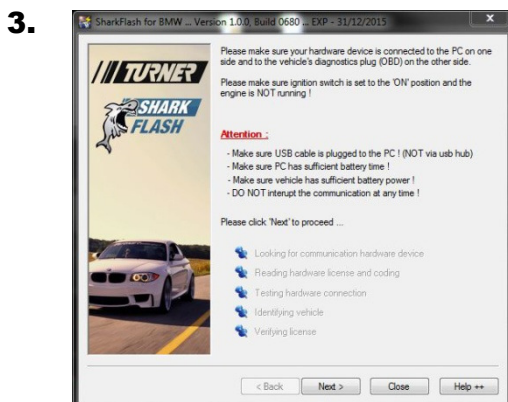 3.
SharkFlash for BMW ... Version 1.0.0, Build 0680 ... EXP - 31/12/2015
TURNER
SHARK
FLASH
Please make sure your hardware device is connected to the PC on one
side and to the vehicle's diagnostics plug (OBD) on the other side.
Please make sure ignition switch is set to the 'ON' position and the
engine is NOT running !
Attention :
- Make sure USB cable is plugged to the PC ! (NOT via usb hub)
- Make sure PC has sufficient battery time !
- Make sure vehicle has sufficient battery power !
- DO NOT interupt the communication at any time !
Please click 'Next' to proceed ...
Looking for communication hardware device
Reading hardware license and coding
Testing hardware connection
Identifying vehicle
Verifying license
< Back Next > Close Help ++